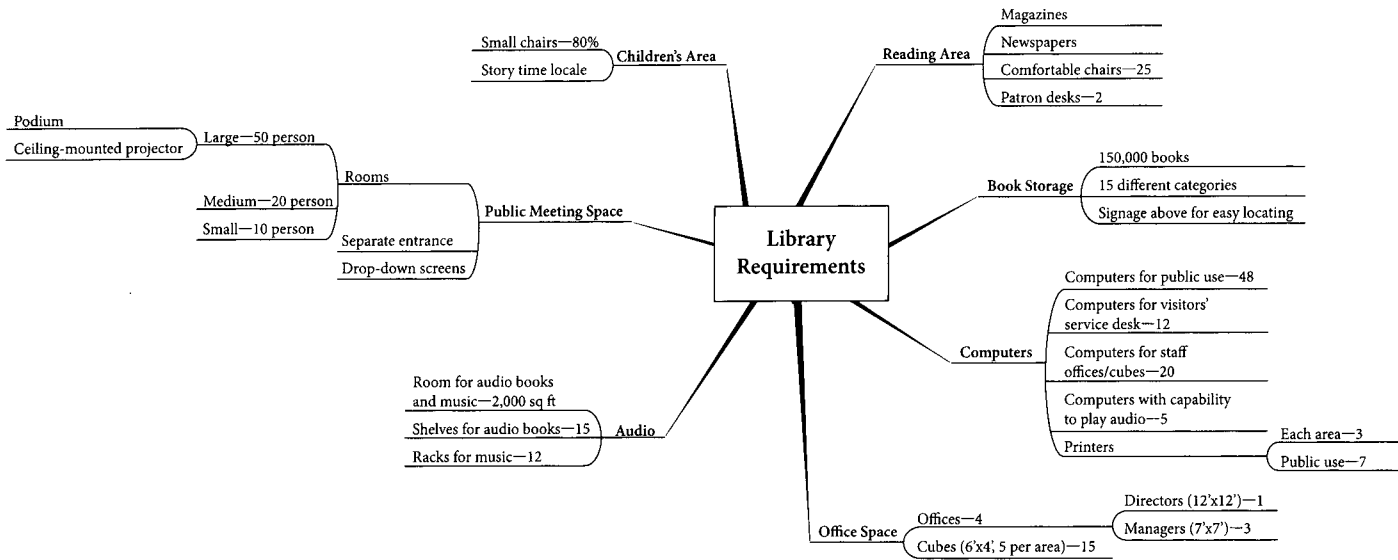 Library
Requirements
Children's Area
Small chairs—80%
Story time locale
Public Meeting Space
Rooms
Large—50 person
Podium
Ceiling-mounted projector
Medium—20 person
Small—10 person
Separate entrance
Drop-down screens
Audio
Room for audio books
and music—2,000 sq ft
Shelves for audio books—15
Racks for music—12
Reading Area
Magazines
Newspapers
Comfortable chairs—25
Patron desks—2
Book Storage
150,000 books
15 different categories
Signage above for easy locating
Computers
Computers for public use—48
Computers for visitors'
service desk—12
Computers for staff
offices/cubes—20
Computers with capability
to play audio—5
Printers
Each area—3
Public use—7
Office Space
Offices—4
Directors (12'x12')—1
Managers (7'x7')—3
Cubes (6'x4', 5 per area)—15